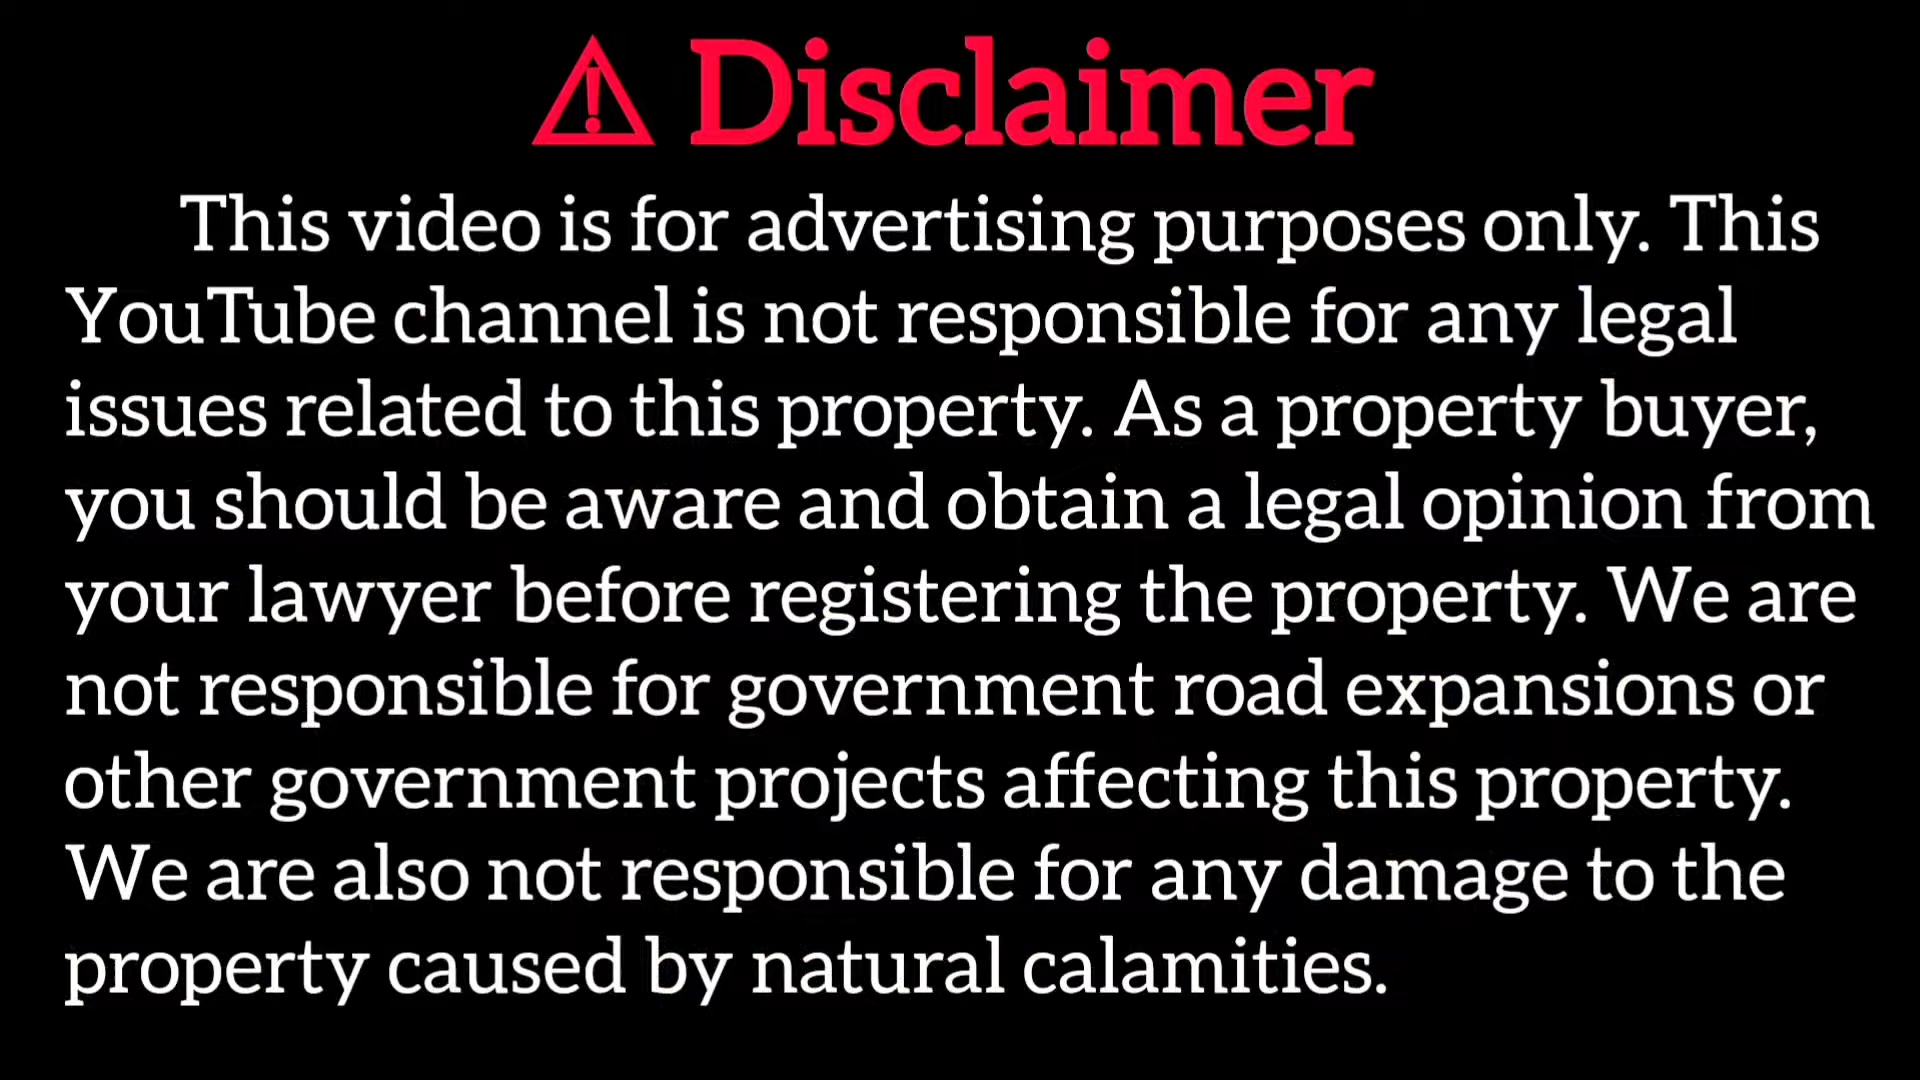 ⚠ Disclaimer
This video is for advertising purposes only. This
YouTube channel is not responsible for any legal
issues related to this property. As a property buyer,
you should be aware and obtain a legal opinion from
your lawyer before registering the property. We are
not responsible for government road expansions or
other government projects affecting this property.
We are also not responsible for any damage to the
property caused by natural calamities.